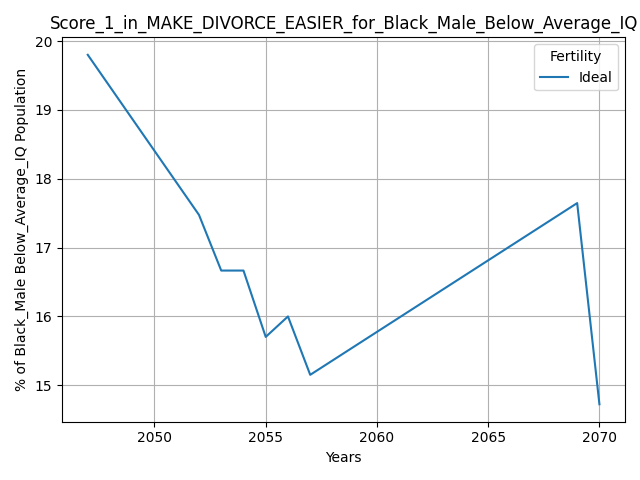 Score_1_in_MAKE_DIVORCE_EASIER_for_Black_Male_Below_Average_IQ
Fertility
Ideal
% of Black_Male Below_Average_IQ Population
20
19
18
17
16
15
2050
2055
2060
2065
2070
Years